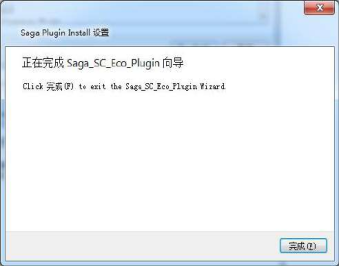 Saga Plugin Install 设置
正在完成 Saga_SC_Eco_Plugin 向导
Click 完成(F) to exit the Saga_SC_Eco_Plugin Wizard
完成(F)